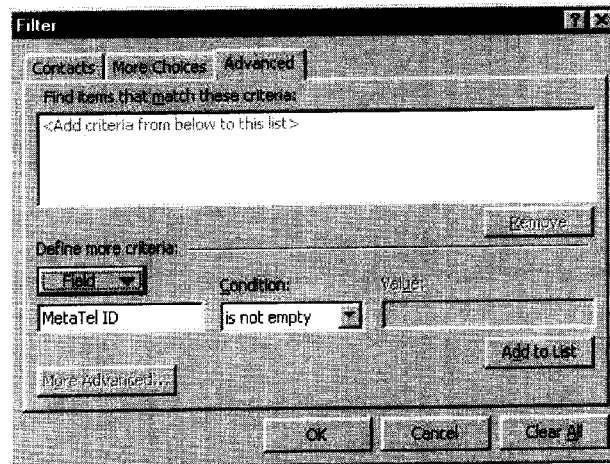 Filter
Contacts More Choices Advanced
Find items that match these criteria:
<Add criteria from below to this list>
Remove
Define more criteria:
Field Condition: Value:
MetaTel ID is not empty
Add to List
More Advanced...
OK Cancel Clear All